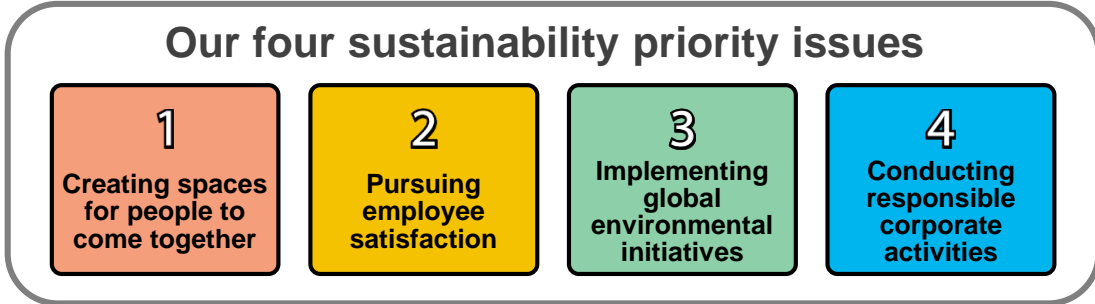 Our four sustainability priority issues
1
Creating spaces
for people to
come together
2
Pursuing
employee
satisfaction
3
Implementing
global
environmental
initiatives
4
Conducting
responsible
corporate
activities